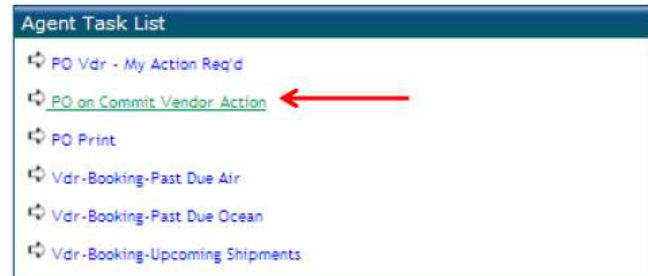 Agent Task List
PO Vdr - My Action Req'd
PO on Commit Vendor Action
PO Print
Vdr-Booking-Past Due Air
Vdr-Booking-Past Due Ocean
Vdr-Booking-Upcoming Shipments